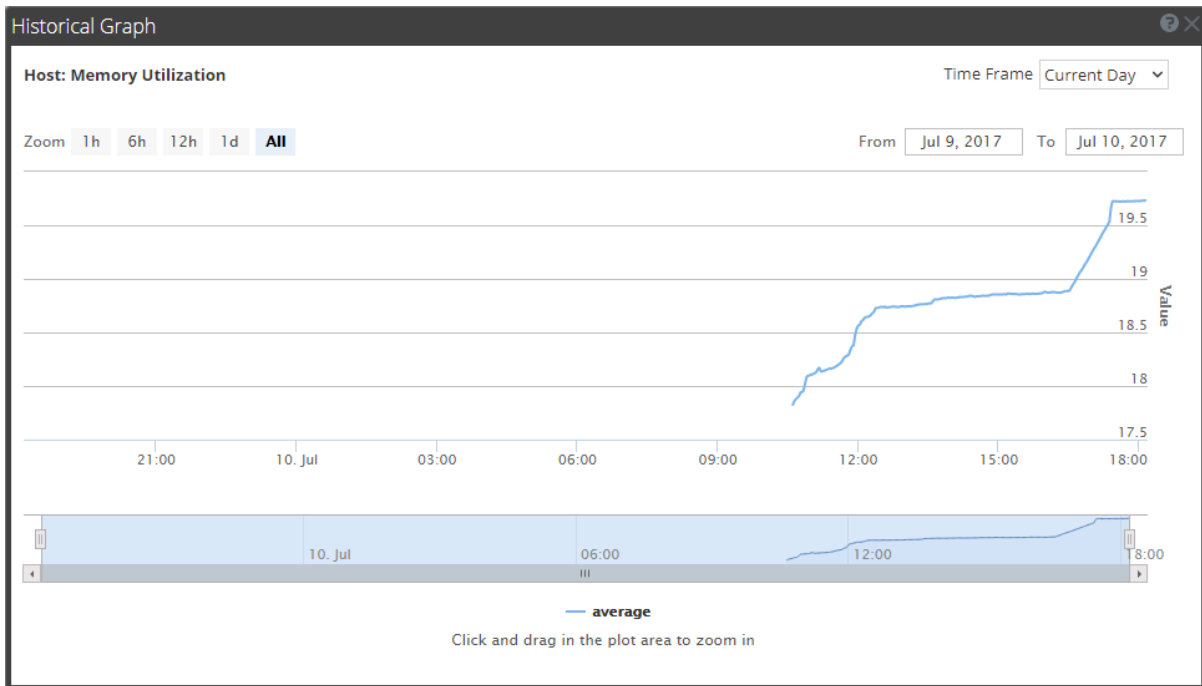 Historical Graph
Host: Memory Utilization
Time Frame Current Day
Zoom 1h 6h 12h 1d All
From Jul 9, 2017 To Jul 10, 2017
19.5
19
18.5
18
17.5
Value
21:00 10. Jul 03:00 06:00 09:00 12:00 15:00 18:00
10. Jul 06:00 12:00 18:00
average
Click and drag in the plot area to zoom in